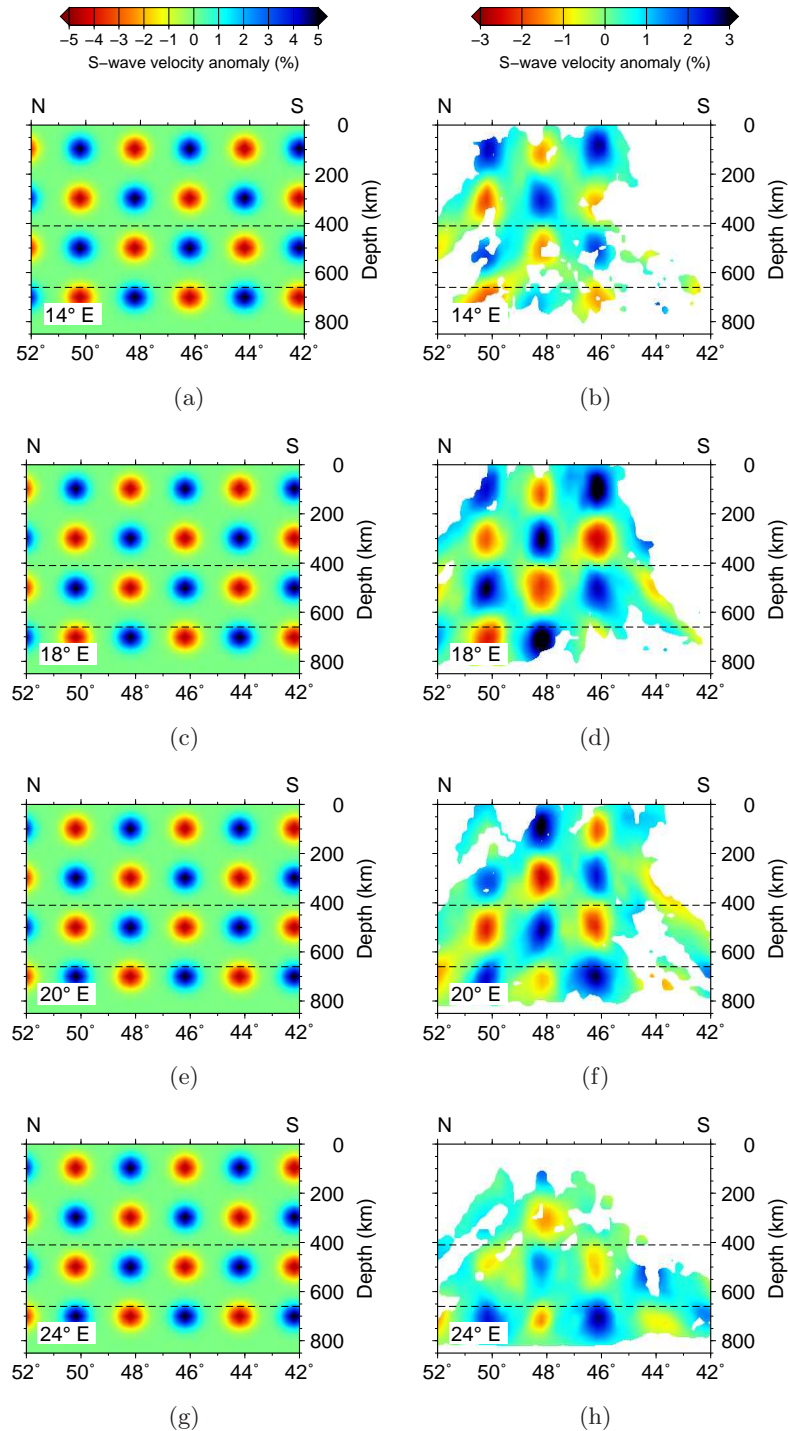 −5 −4 −3 −2 −1 0 1 2 3 4 5
S−wave velocity anomaly (%)
−3 −2 −1 0 1 2 3
S−wave velocity anomaly (%)
N S
0
200
400
600
800
Depth (km)
14° E
52° 50° 48° 46° 44° 42°
(a)
N S
0
200
400
600
800
Depth (km)
14° E
52° 50° 48° 46° 44° 42°
(b)
N S
0
200
400
600
800
Depth (km)
18° E
52° 50° 48° 46° 44° 42°
(c)
N S
0
200
400
600
800
Depth (km)
18° E
52° 50° 48° 46° 44° 42°
(d)
N S
0
200
400
600
800
Depth (km)
20° E
52° 50° 48° 46° 44° 42°
(e)
N S
0
200
400
600
800
Depth (km)
20° E
52° 50° 48° 46° 44° 42°
(f)
N S
0
200
400
600
800
Depth (km)
24° E
52° 50° 48° 46° 44° 42°
(g)
N S
0
200
400
600
800
Depth (km)
24° E
52° 50° 48° 46° 44° 42°
(h)